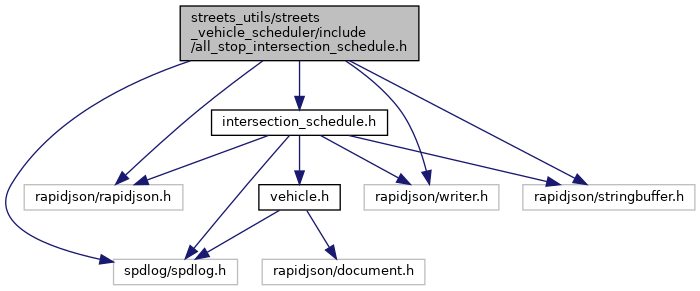 streets_utils/streets
_vehicle_scheduler/include
/all_stop_intersection_schedule.h
intersection_schedule.h
rapidjson/rapidjson.h
vehicle.h
rapidjson/writer.h
rapidjson/stringbuffer.h
spdlog/spdlog.h
rapidjson/document.h